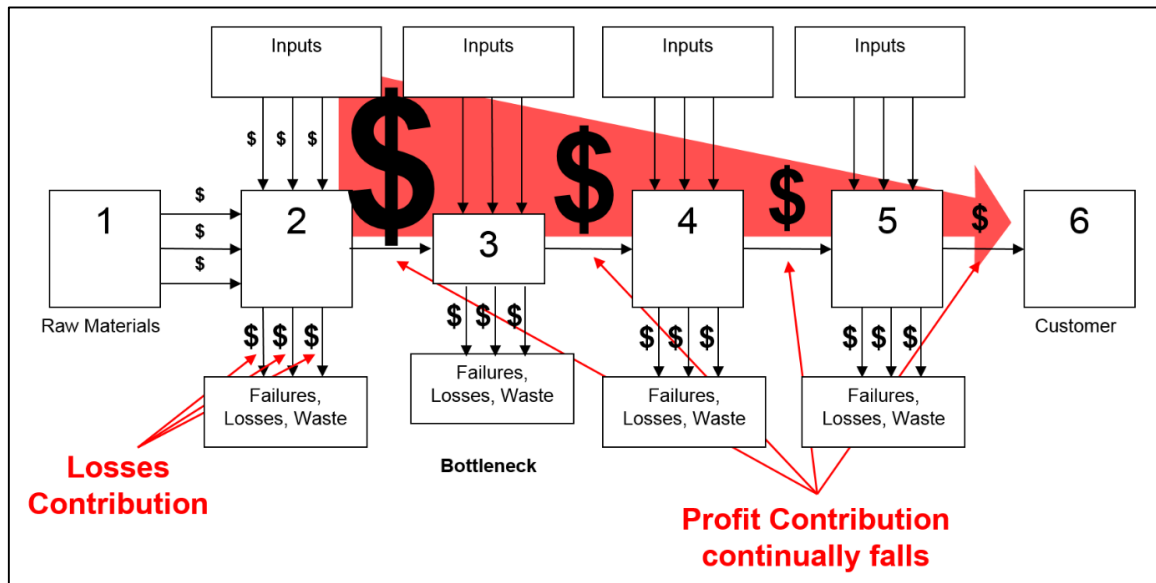 Inputs
Inputs
Inputs
Inputs
$ $ $
$ $ $ $
$
$
$
1
2
3
4
5
6
Raw Materials
Customer
$ $ $
$ $ $
$ $ $
$ $ $
Failures,
Losses, Waste
Failures,
Losses, Waste
Failures,
Losses, Waste
Failures,
Losses, Waste
Bottleneck
Losses
Contribution
Profit Contribution
continually falls